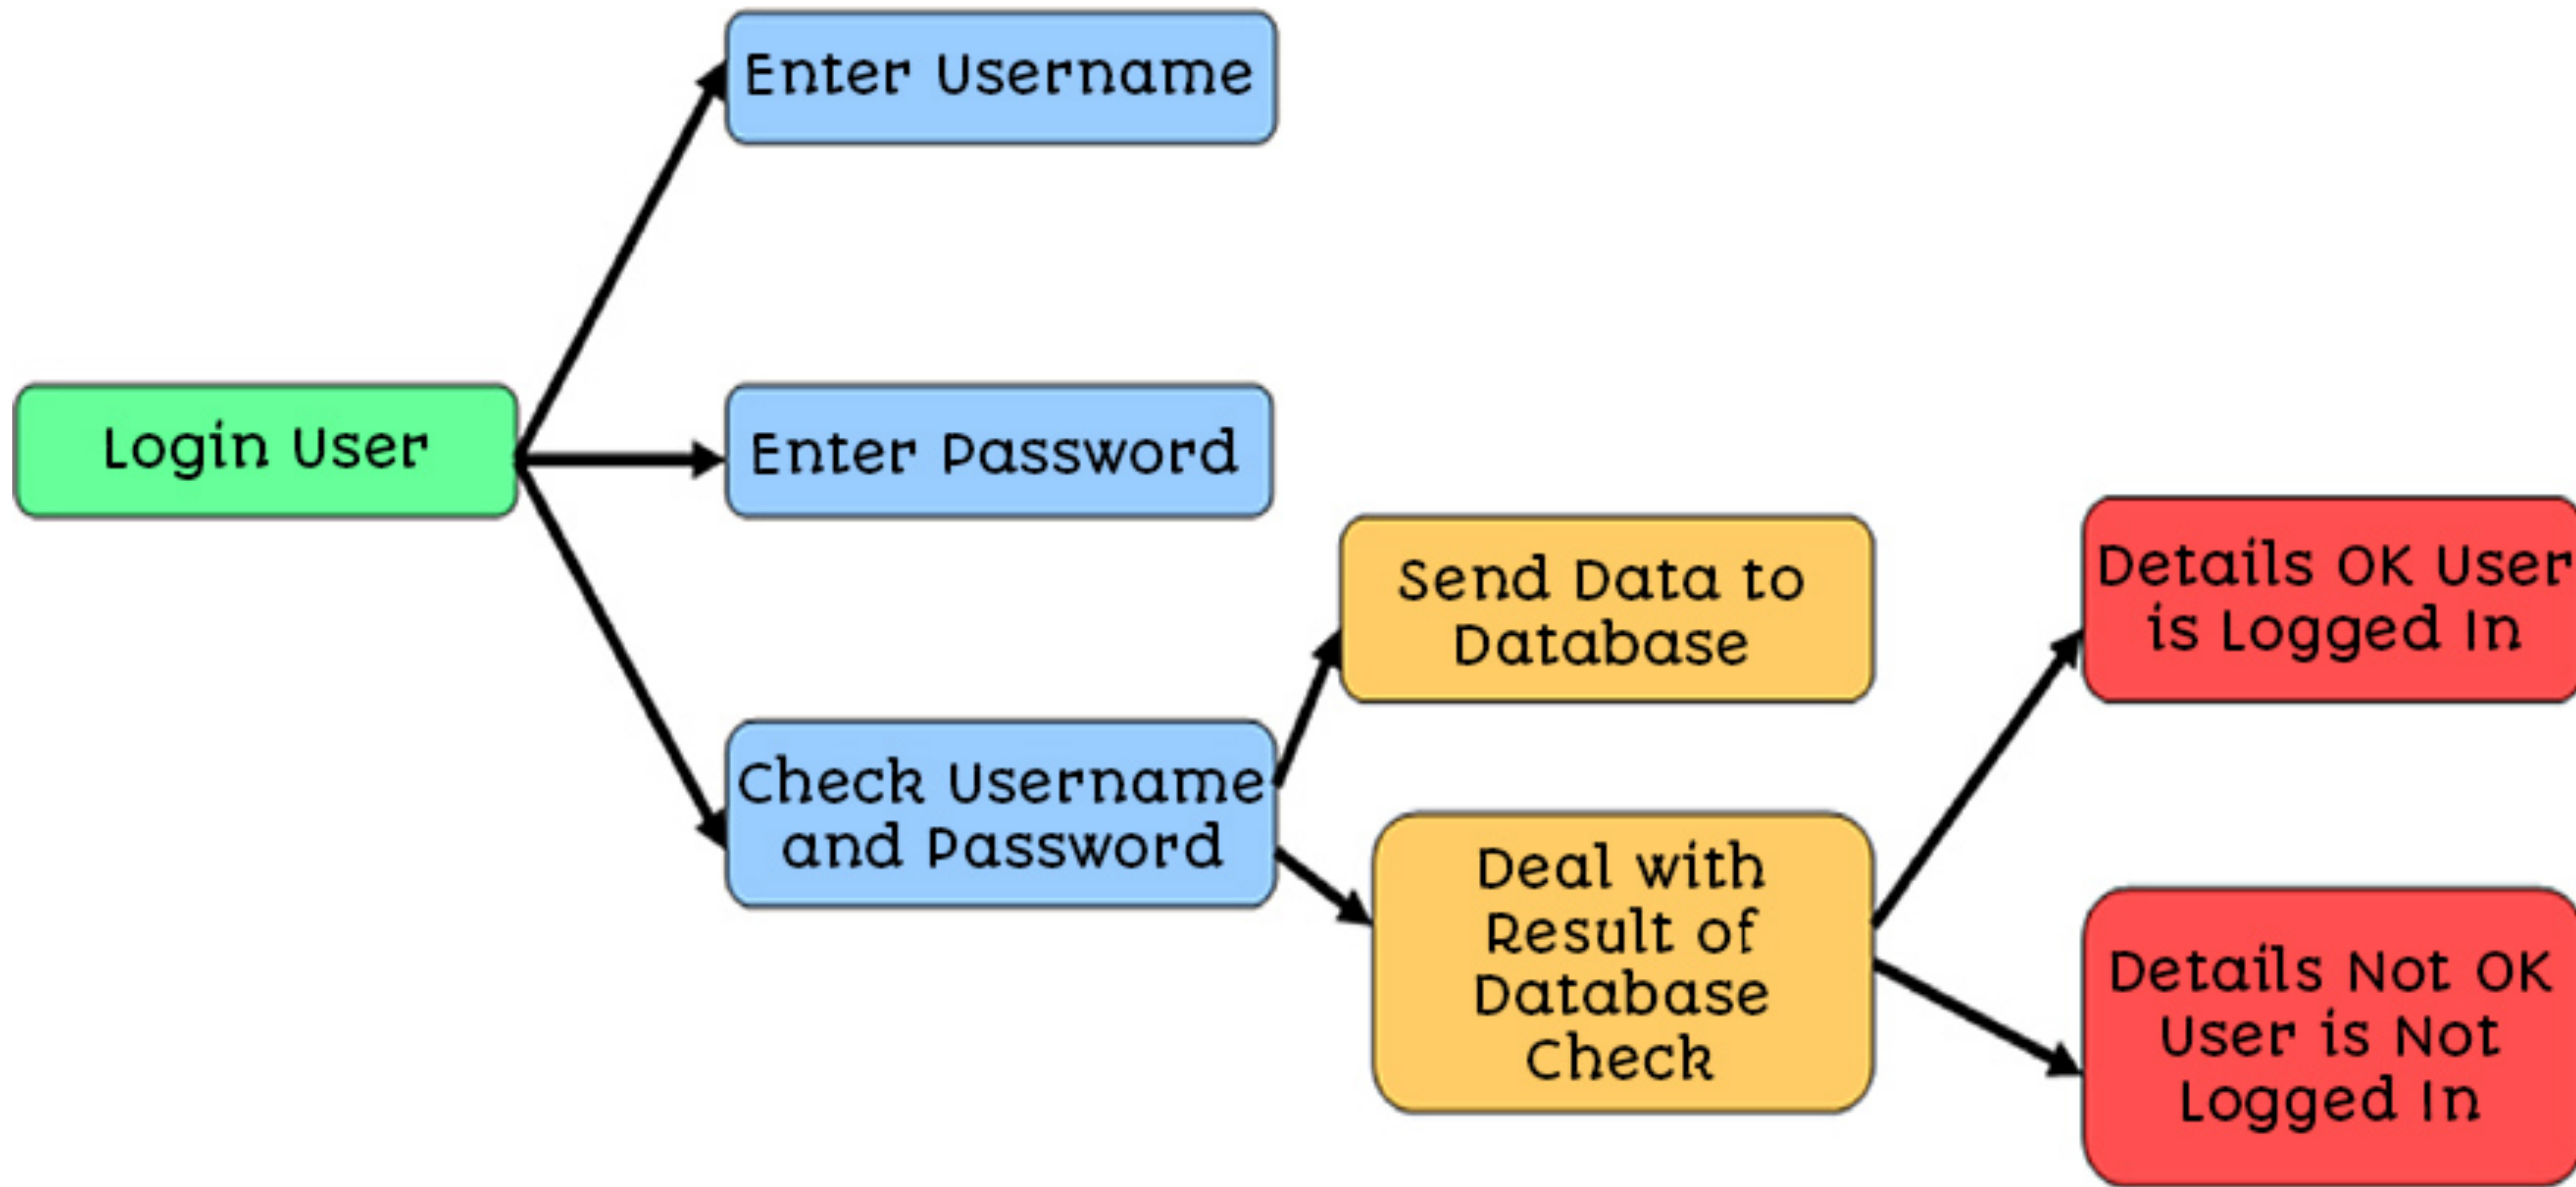 Enter Username
Login User
Enter Password
Check Username
and Password
Send Data to
Database
Deal with
Result of
Database
Check
Details OK User
is Logged In
Details Not OK
User is Not
Logged In